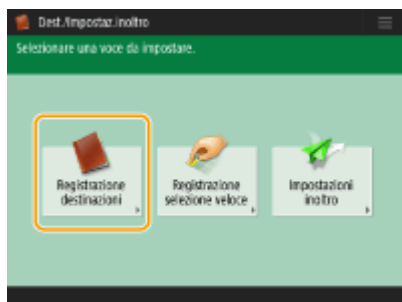 Dest./Impostaz.inoltro
Selezionare una voce da impostare.
Registrazione
destinazioni
Registrazione
selezione veloce
Impostazioni
inoltro